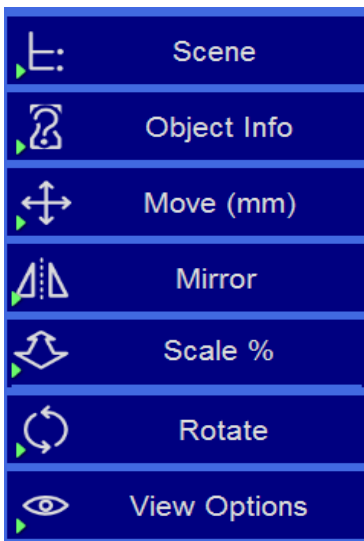 Scene
Object Info
Move (mm)
Mirror
Scale %
Rotate
View Options